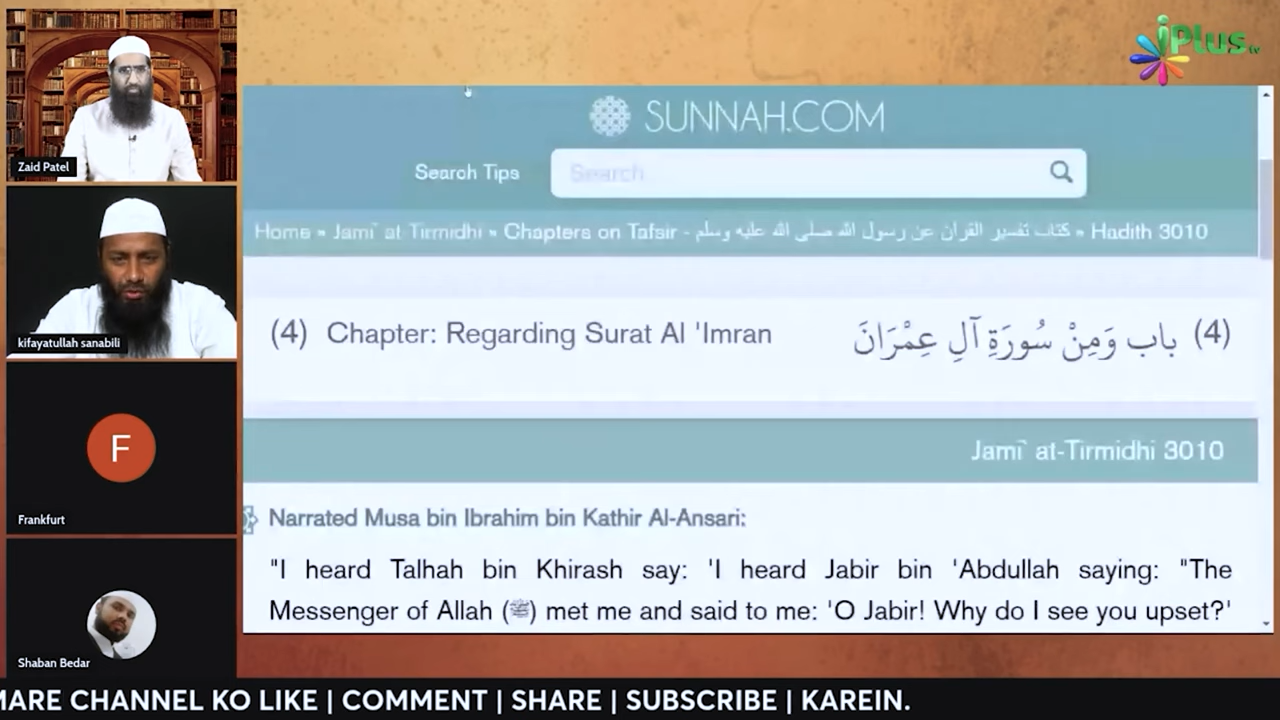 iPlus tv
Zaid Patel
kifayatullah sanabili
F
Frankfurt
Shaban Bedar
SUNNAH.COM
Search Tips
Search
Home » Jami` at-Tirmidhi » Chapters on Tafsir - كتاب تفسير القرآن عن رسول الله صلى الله عليه وسلم » Hadith 3010
(4) Chapter: Regarding Surat Al 'Imran
(4) باب وَمِنْ سُورَةِ آلِ عِمْرَانَ
Jami` at-Tirmidhi 3010
Narrated Musa bin Ibrahim bin Kathir Al-Ansari:
"I heard Talhah bin Khirash say: 'I heard Jabir bin 'Abdullah saying: "The
Messenger of Allah (ﷺ) met me and said to me: 'O Jabir! Why do I see you upset?'
MARE CHANNEL KO LIKE | COMMENT | SHARE | SUBSCRIBE | KAREIN.